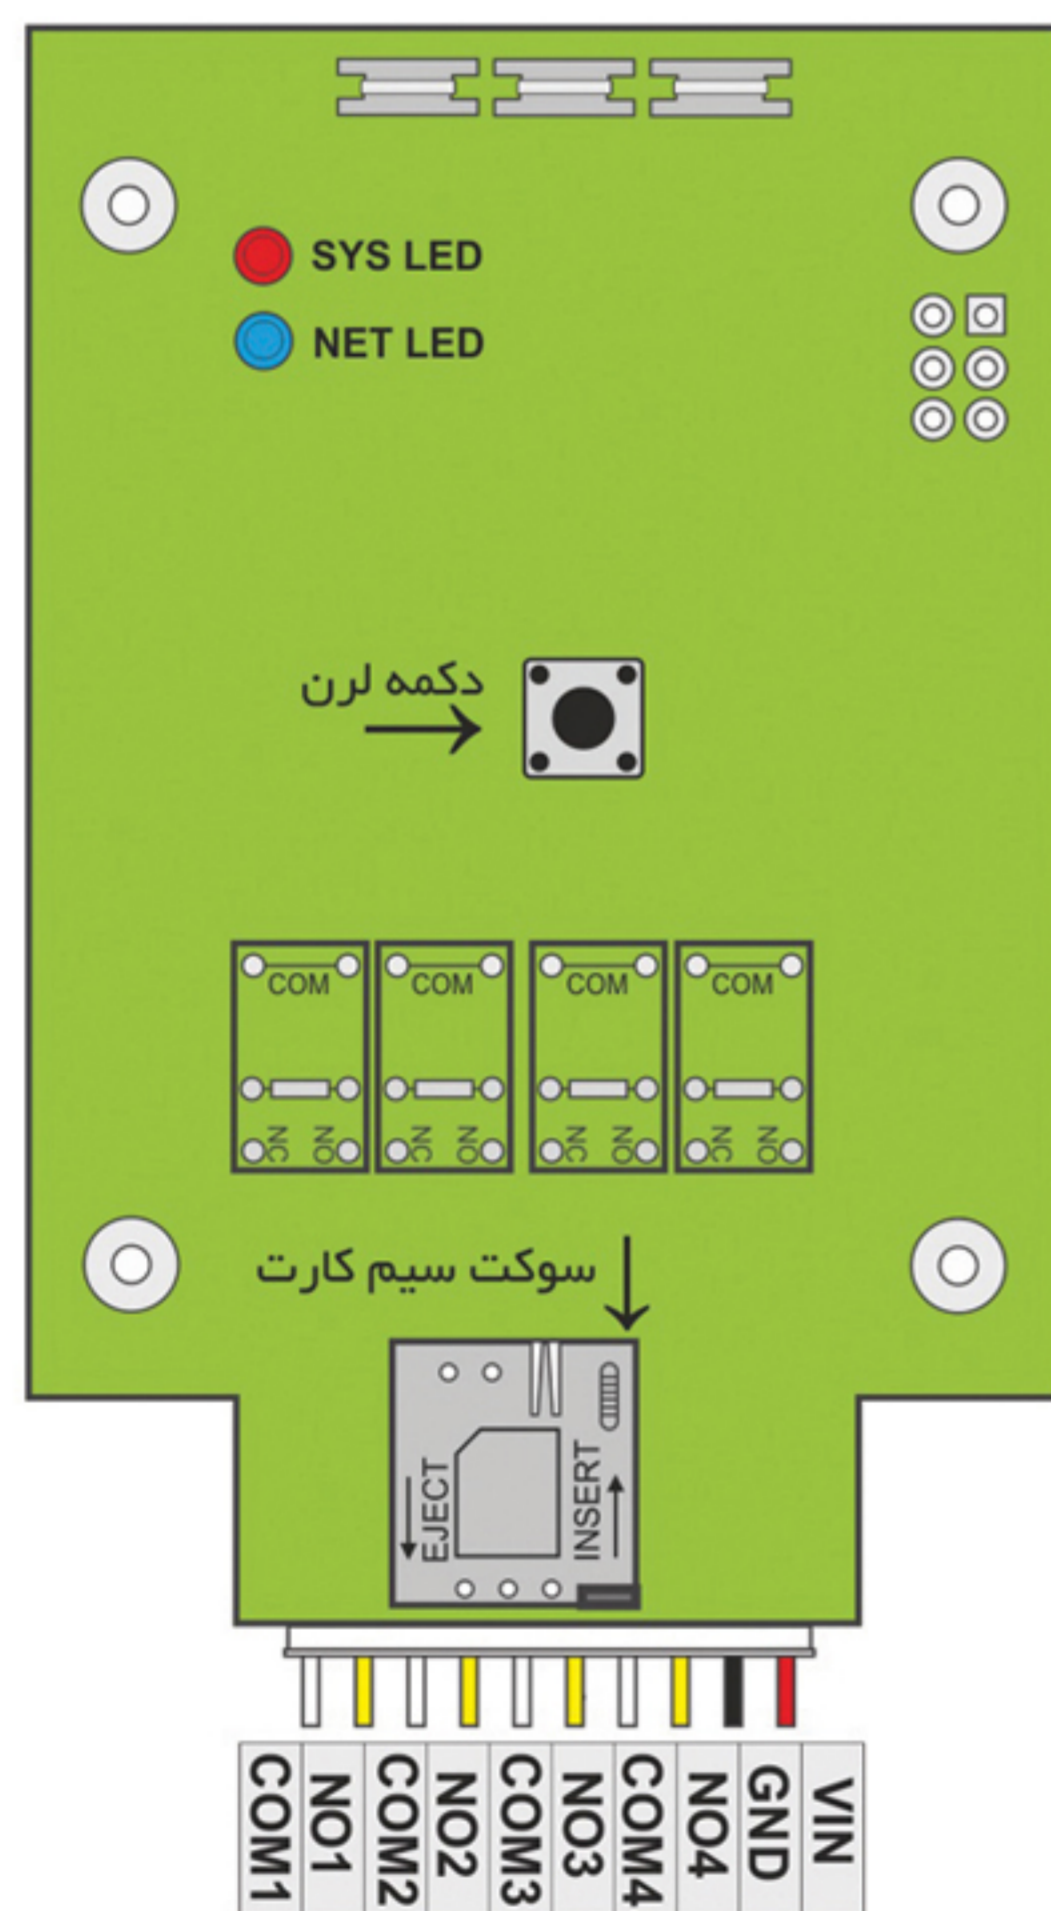 SYS LED
NET LED
دکمه لرن
COM COM COM COM
NC NO NC NO NC NO NC NO
سوکت سیم کارت
EJECT INSERT
COM1 NO1 COM2 NO2 COM3 NO3 COM4 NO4 GND VIN